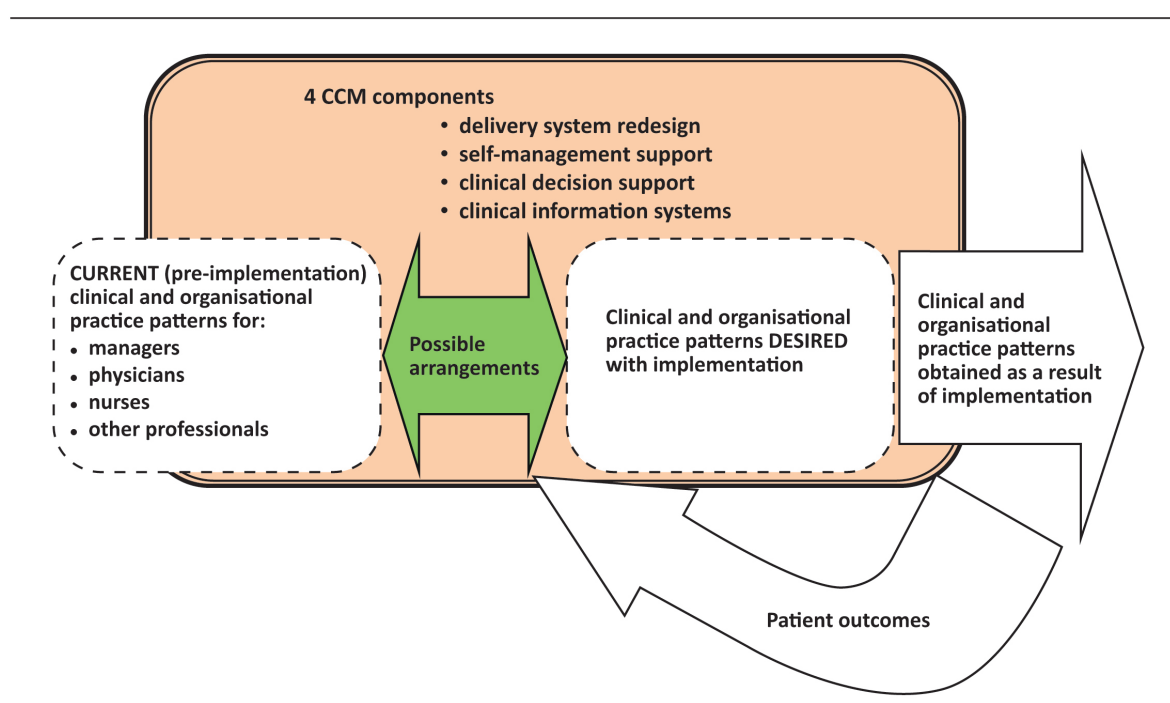 4 CCM components
• delivery system redesign
• self-management support
• clinical decision support
• clinical information systems
CURRENT (pre-implementation)
clinical and organisational
practice patterns for:
• managers
• physicians
• nurses
• other professionals
Possible
arrangements
Clinical and organisational
practice patterns DESIRED
with implementation
Clinical and
organisational
practice patterns
obtained as a result
of implementation
Patient outcomes